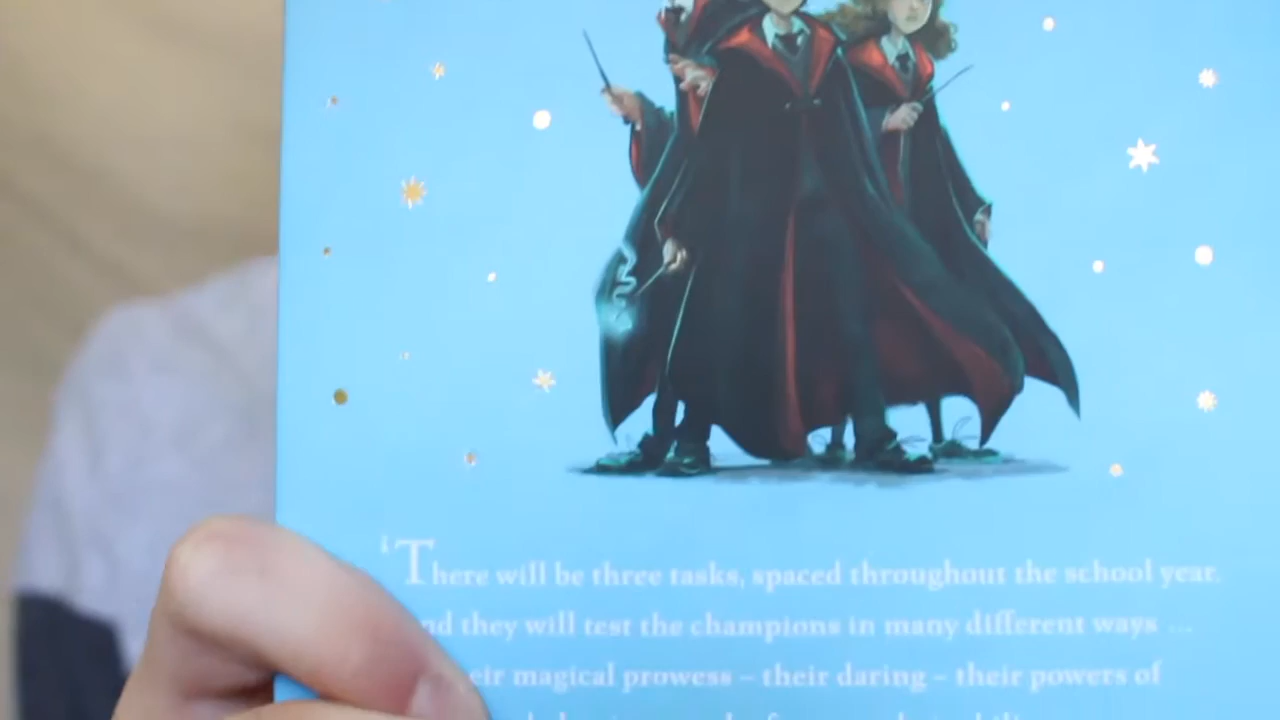 ‘There will be three tasks, spaced throughout the school year.
nd they will test the champions in many different ways ...
eir magical prowess – their daring – their powers of